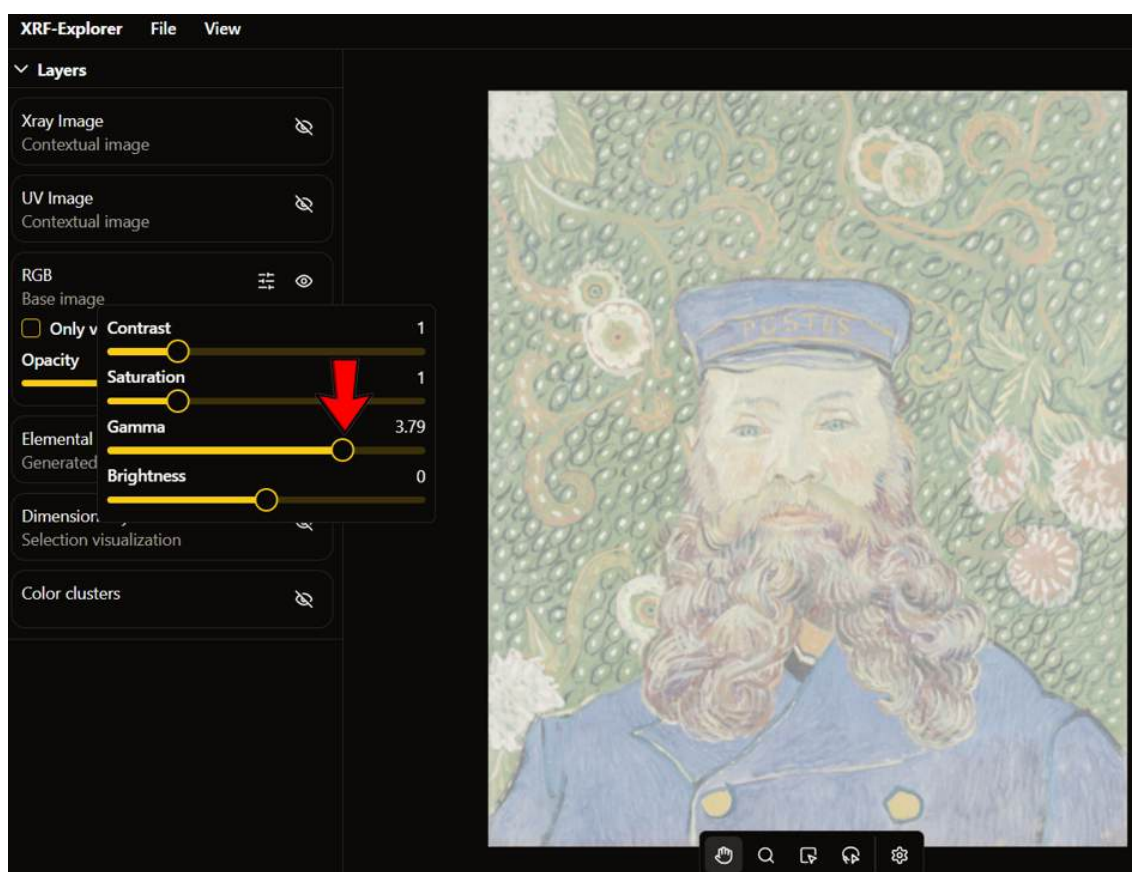 XRF-Explorer File View
Layers
Xray Image
Contextual image
UV Image
Contextual image
RGB
Base image
Only v
Opacity
Contrast 1
Saturation 1
Gamma 3.79
Brightness 0
Elemental
Generated
Dimension
Selection visualization
Color clusters
POSTES